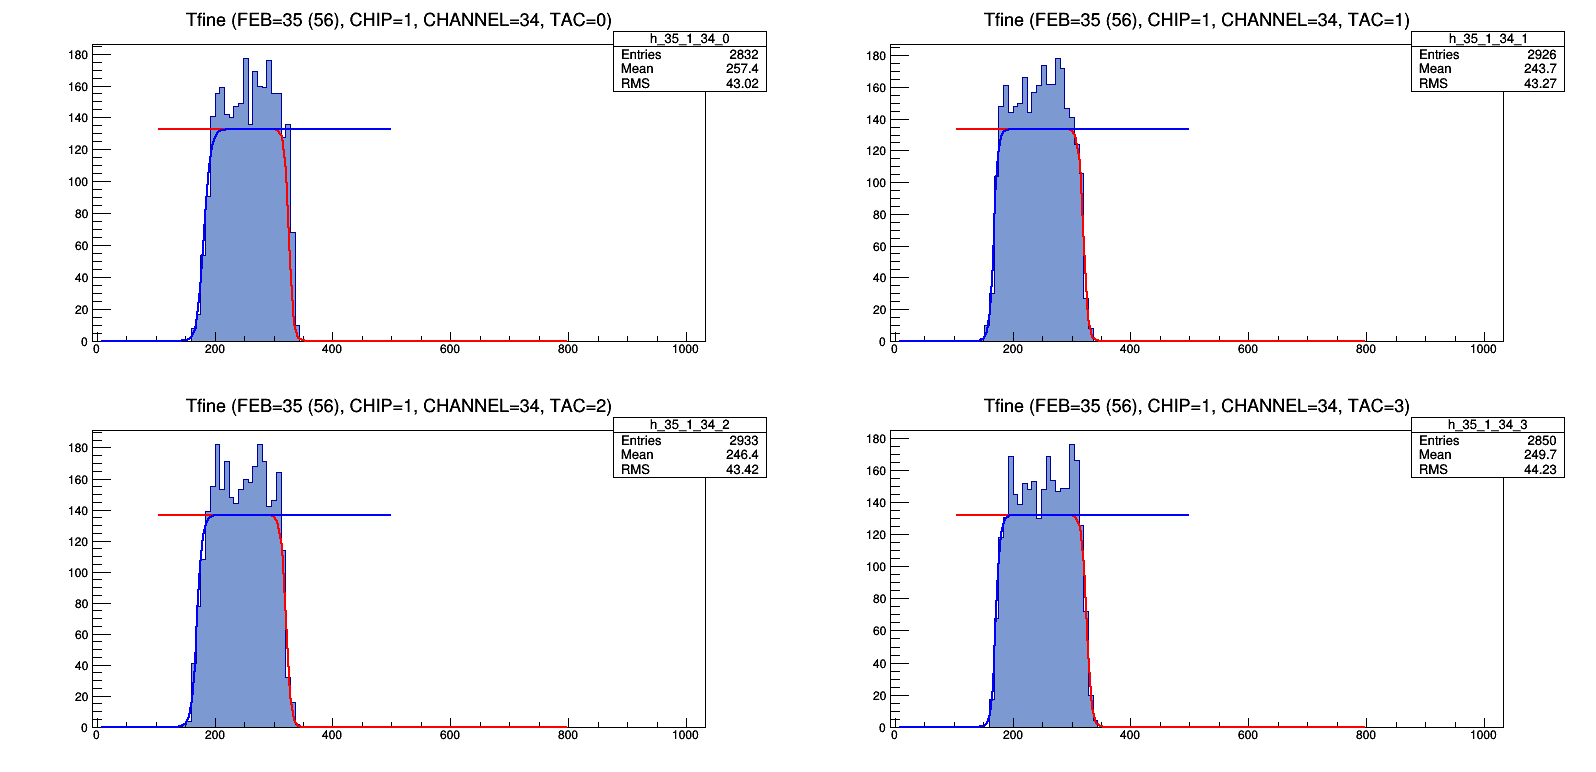 Tfine (FEB=35 (56), CHIP=1, CHANNEL=34, TAC=0)
h_35_1_34_0
Entries 2832
Mean 257.4
RMS 43.02
180
160
140
120
100
80
60
40
20
0
0 200 400 600 800 1000
Tfine (FEB=35 (56), CHIP=1, CHANNEL=34, TAC=1)
h_35_1_34_1
Entries 2926
Mean 243.7
RMS 43.27
180
160
140
120
100
80
60
40
20
0
0 200 400 600 800 1000
Tfine (FEB=35 (56), CHIP=1, CHANNEL=34, TAC=2)
h_35_1_34_2
Entries 2933
Mean 246.4
RMS 43.42
180
160
140
120
100
80
60
40
20
0
0 200 400 600 800 1000
Tfine (FEB=35 (56), CHIP=1, CHANNEL=34, TAC=3)
h_35_1_34_3
Entries 2850
Mean 249.7
RMS 44.23
180
160
140
120
100
80
60
40
20
0
0 200 400 600 800 1000